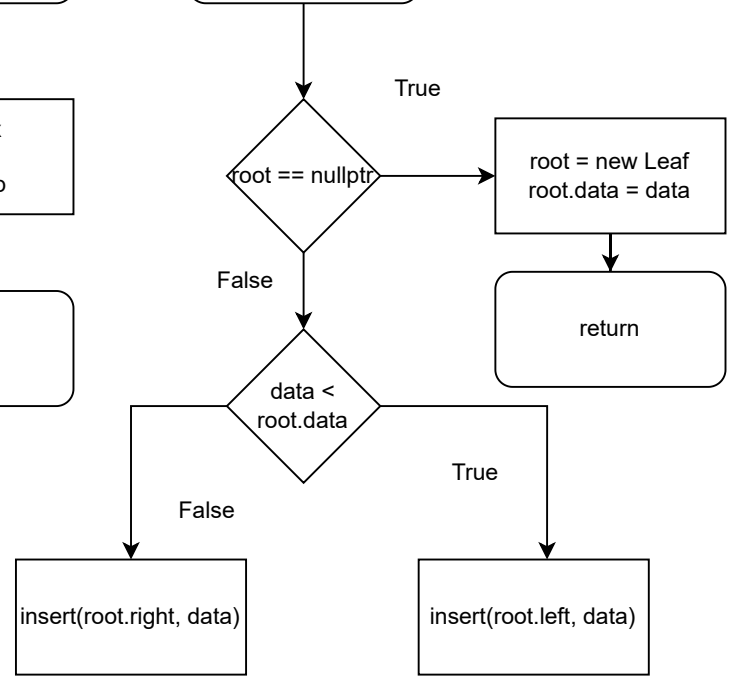 True
root == nullptr
root = new Leaf
root.data = data
False
return
data <
root.data
True
False
insert(root.right, data)
insert(root.left, data)